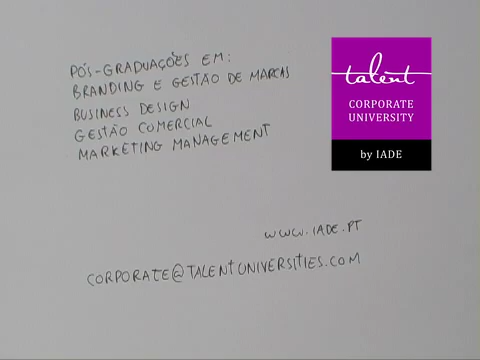 PÓS-GRADUAÇÕES EM:
BRANDING E GESTÃO DE MARCAS
BUSINESS DESIGN
GESTÃO COMERCIAL
MARKETING MANAGEMENT
talent
CORPORATE
UNIVERSITY
by IADE
WWW.IADE.PT
CORPORATE@TALENTUNIVERSITIES.COM